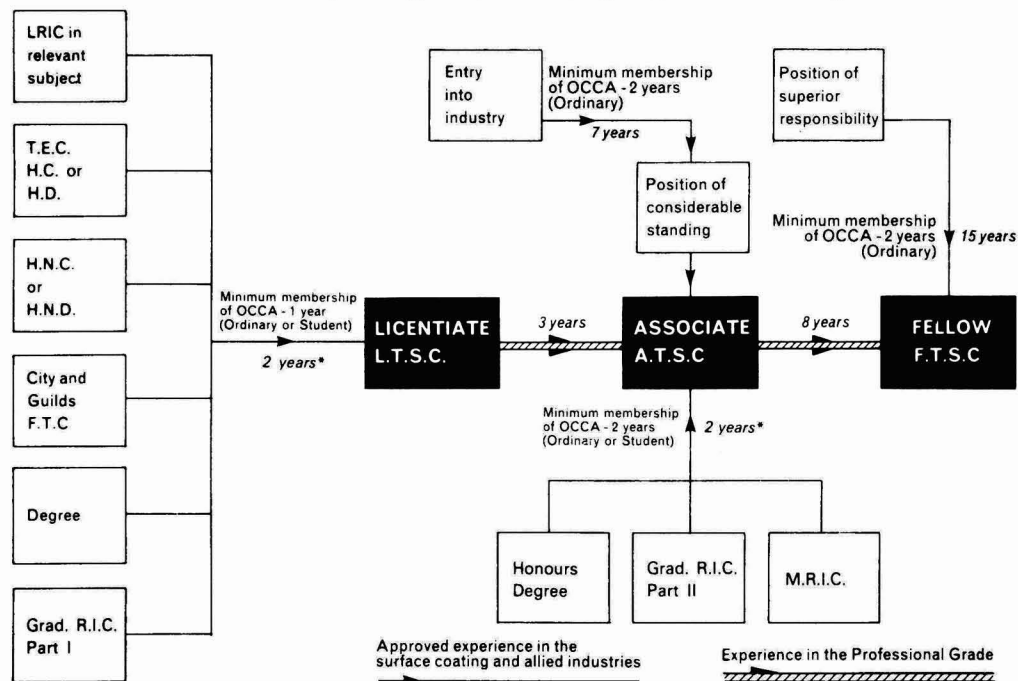 LRIC in
relevant
subject
T.E.C.
H.C. or
H.D.
H.N.C.
or
H.N.D.
City and
Guilds
F.T.C
Degree
Grad. R.I.C.
Part I
Minimum membership
of OCCA - 1 year
(Ordinary or Student)
2 years*
LICENTIATE
L.T.S.C.
3 years
Entry
into
industry
Minimum membership
of OCCA - 2 years
(Ordinary)
7 years
Position of
considerable
standing
ASSOCIATE
A.T.S.C
8 years
Position of
superior
responsibility
Minimum membership
of OCCA - 2 years
(Ordinary)
15 years
FELLOW
F.T.S.C
Minimum membership
of OCCA - 2 years
(Ordinary or Student)
2 years*
Honours
Degree
Grad. R.I.C.
Part II
M.R.I.C.
Approved experience in the
surface coating and allied industries
Experience in the Professional Grade